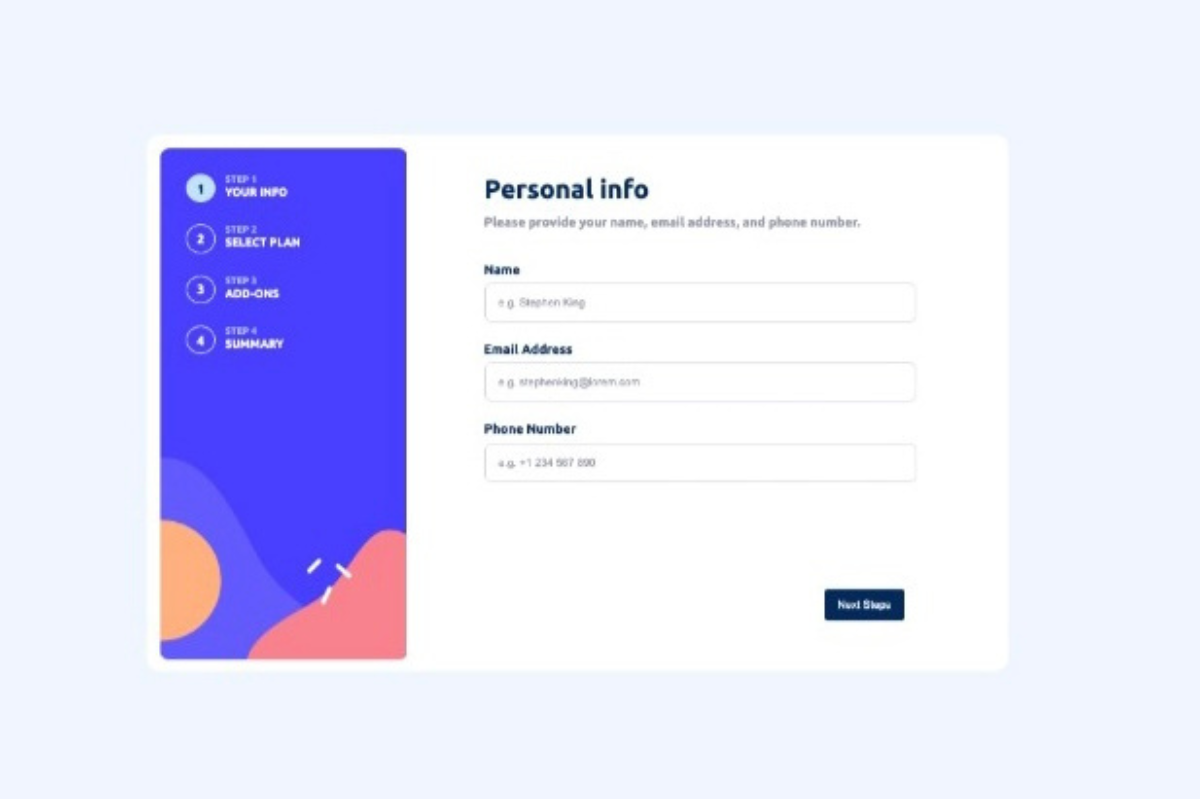 1
STEP 1
YOUR INFO
2
STEP 2
SELECT PLAN
3
STEP 3
ADD-ONS
4
STEP 4
SUMMARY
Personal info
Please provide your name, email address, and phone number.
Name
e.g. Stephen King
Email Address
e.g. stephenking@lorem.com
Phone Number
e.g. +1 234 567 890
Next Steps